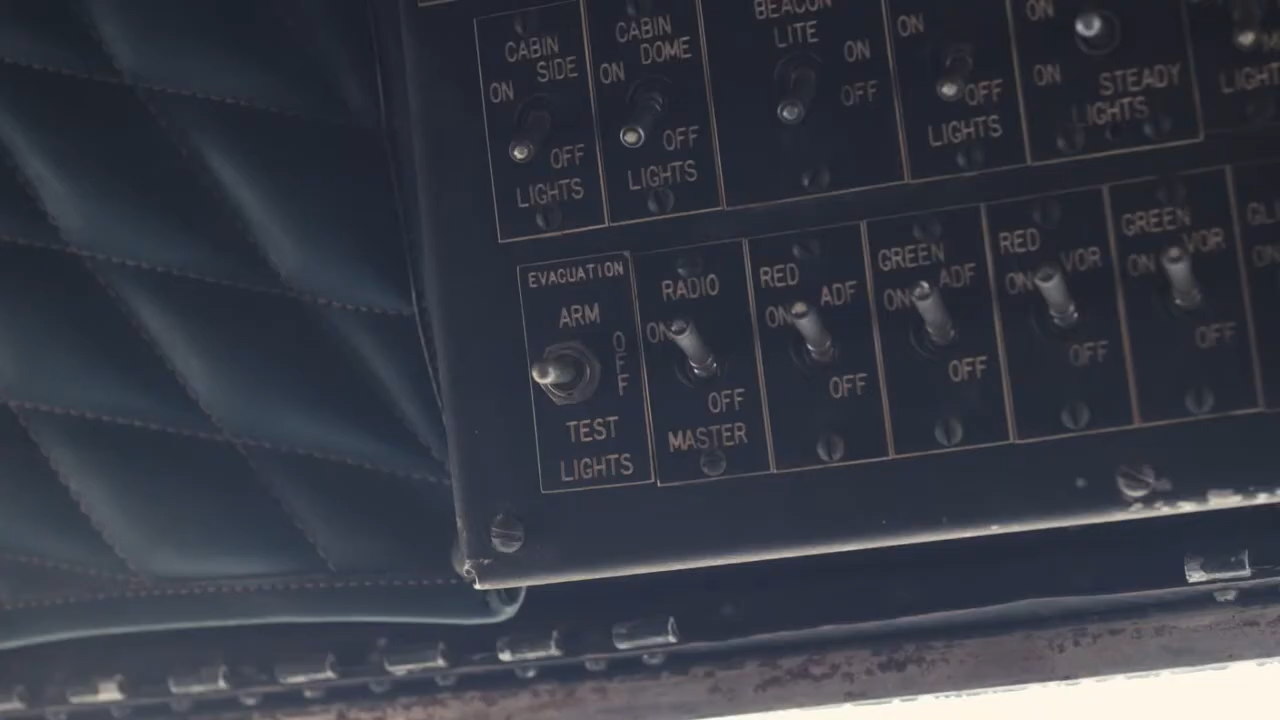 CABIN
SIDE
ON
OFF
LIGHTS
CABIN
DOME
ON
OFF
LIGHTS
BEACON
LITE
ON
OFF
ON
OFF
LIGHTS
ON
ON
STEADY
LIGHTS
LIGHTS
EVACUATION
ARM
OFF
TEST
LIGHTS
RADIO
ON
OFF
MASTER
RED
ADF
ON
OFF
GREEN
ADF
ON
OFF
RED
VOR
ON
OFF
GREEN
VOR
ON
OFF